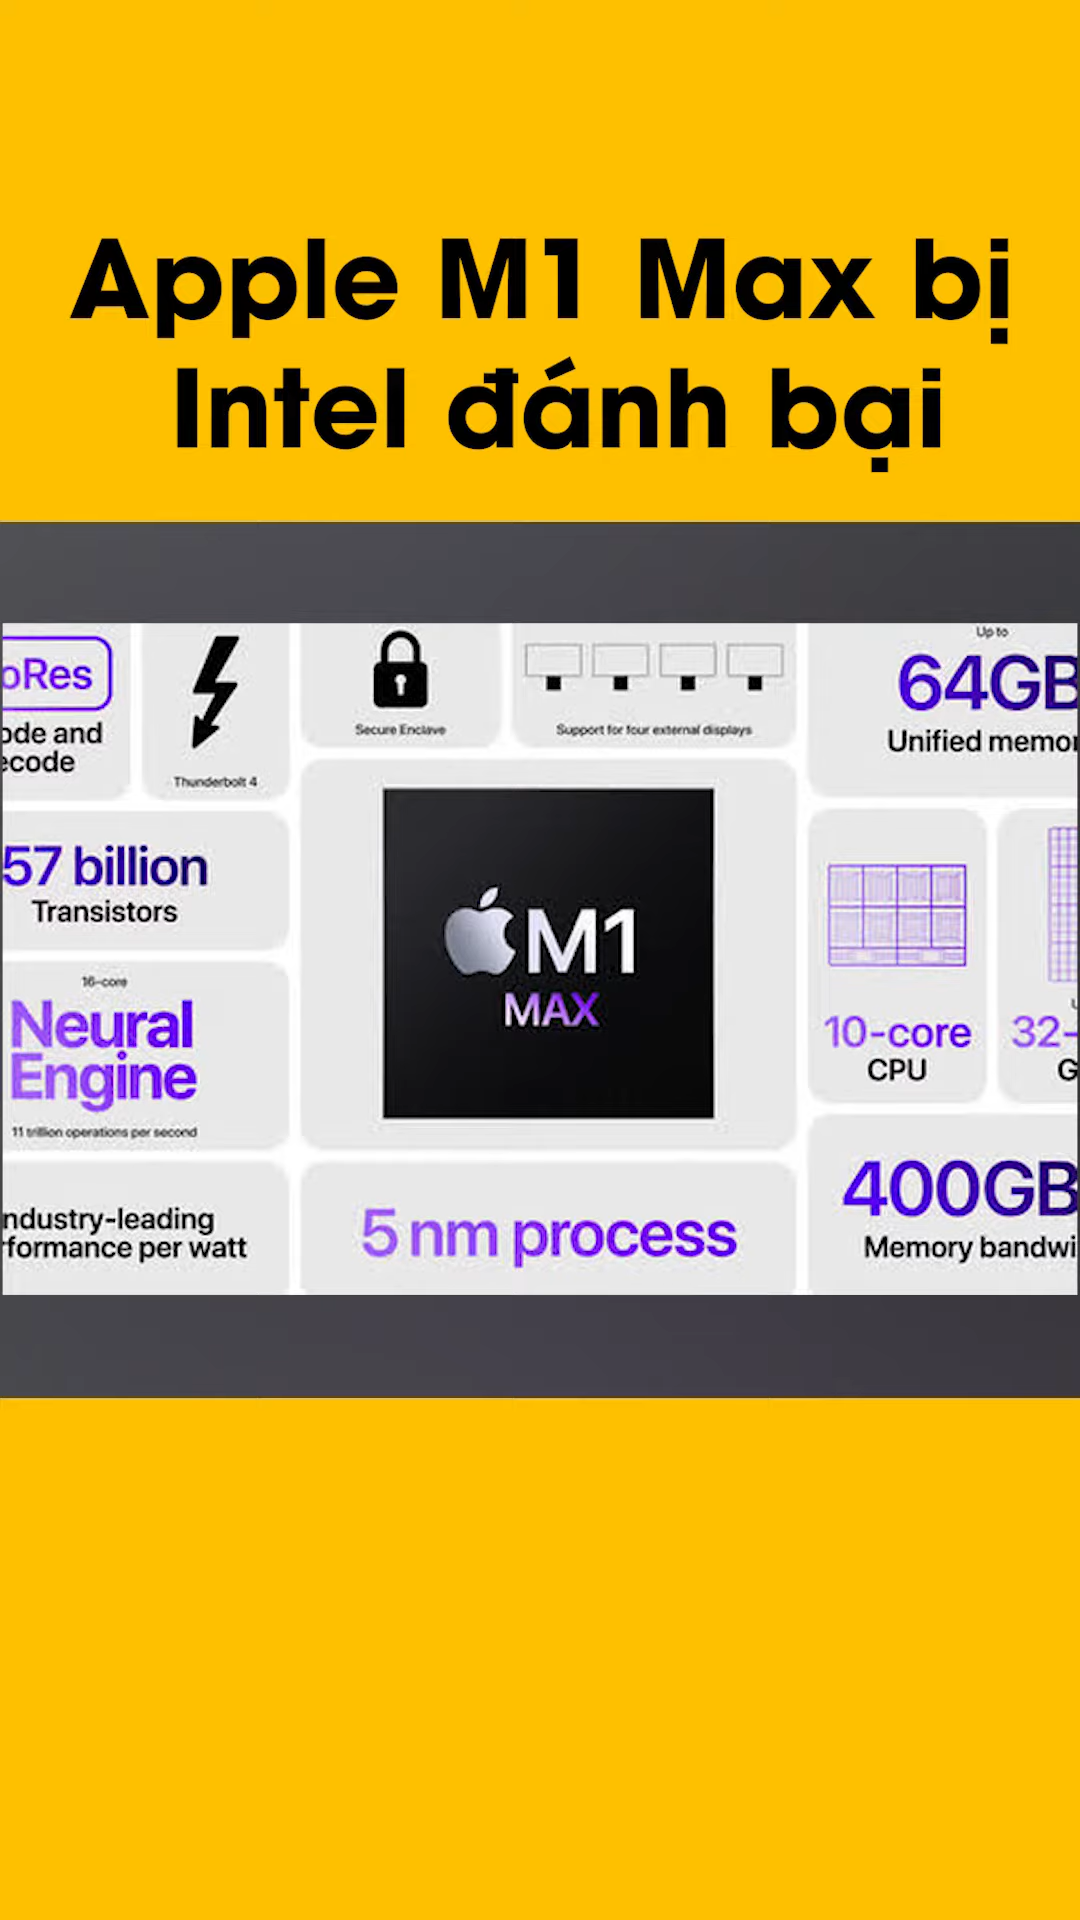 Apple M1 Max bị
Intel đánh bại
oRes
ode and
ecode
Thunderbolt 4
Secure Enclave
Support for four external displays
Up to
64GB
Unified memor
57 billion
Transistors
M1
MAX
10-core
CPU
32-
G
16-core
Neural
Engine
11 trillion operations per second
ndustry-leading
rformance per watt
5 nm process
400GB
Memory bandwi